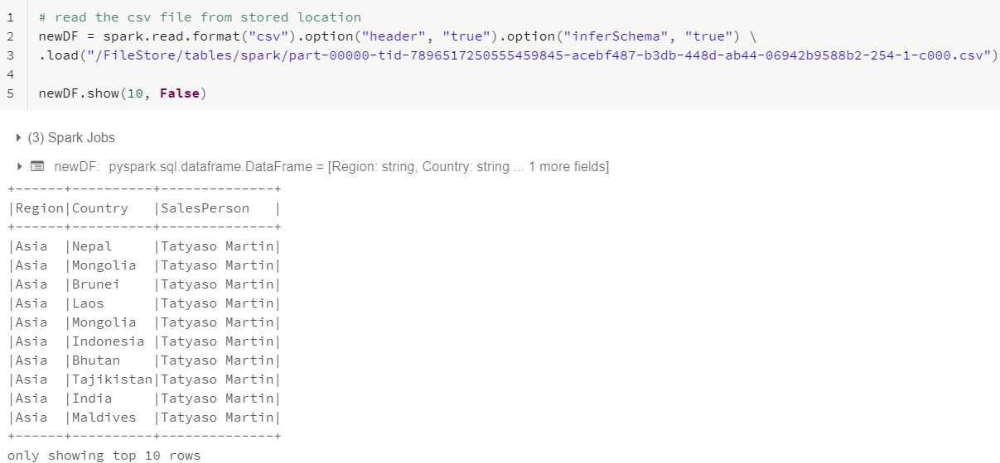 1 # read the csv file from stored location
2 newDF = spark.read.format("csv").option("header", "true").option("inferSchema", "true") \
3 .load("/FileStore/tables/spark/part-00000-tid-7896517250555459845-acebf487-b3db-448d-ab44-06942b9588b2-254-1-c000.csv")
4
5 newDF.show(10, False)
(3) Spark Jobs
newDF: pyspark.sql.dataframe.DataFrame = [Region: string, Country: string ... 1 more fields]
+------+----------+--------------+
|Region|Country   |SalesPerson   |
+------+----------+--------------+
|Asia  |Nepal     |Tatyaso Martin|
|Asia  |Mongolia  |Tatyaso Martin|
|Asia  |Brunei    |Tatyaso Martin|
|Asia  |Laos      |Tatyaso Martin|
|Asia  |Mongolia  |Tatyaso Martin|
|Asia  |Indonesia |Tatyaso Martin|
|Asia  |Bhutan    |Tatyaso Martin|
|Asia  |Tajikistan|Tatyaso Martin|
|Asia  |India     |Tatyaso Martin|
|Asia  |Maldives  |Tatyaso Martin|
+------+----------+--------------+
only showing top 10 rows